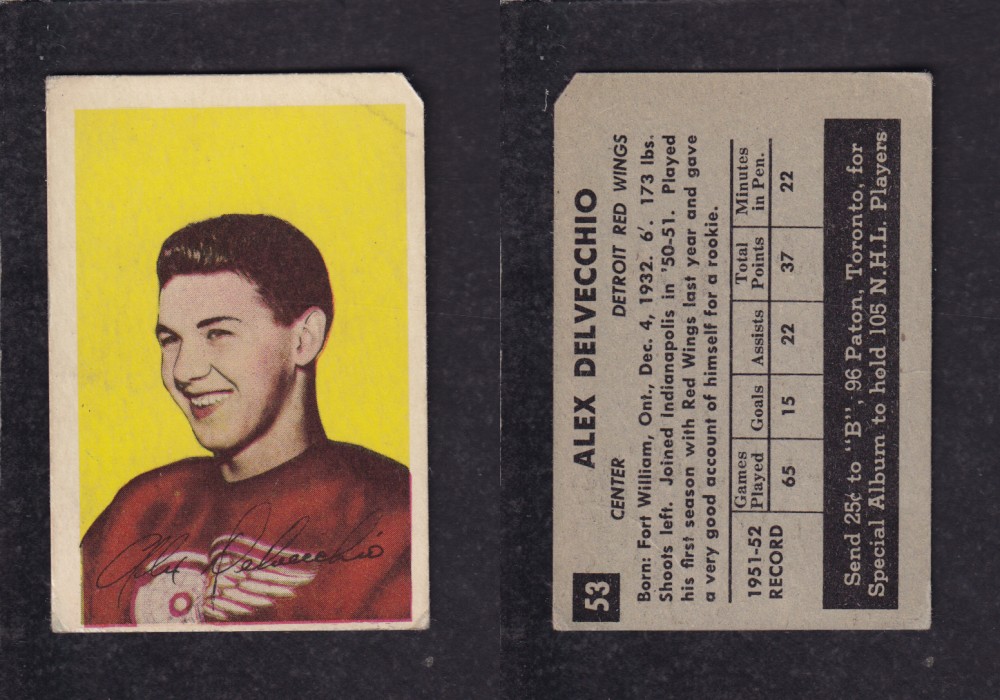 Alex Delvecchio
53
ALEX DELVECCHIO
CENTER DETROIT RED WINGS
Born: Fort William, Ont., Dec. 4, 1932. 6′. 173 lbs.
Shoots left. Joined Indianapolis in '50-51. Played
his first season with Red Wings last year and gave
a very good account of himself for a rookie.
1951-52 RECORD | Games Played | Goals | Assists | Total Points | Minutes in Pen.
65 | 15 | 22 | 37 | 22
Send 25¢ to "B", 96 Paton, Toronto, for
Special Album to hold 105 N.H.L. Players